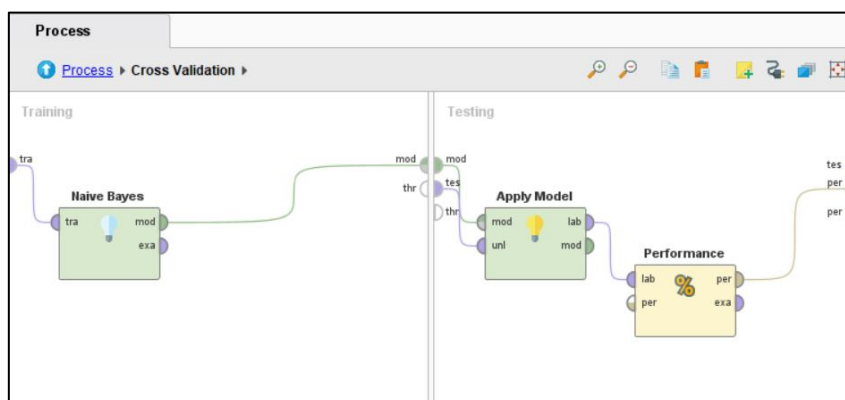 Process
Process ▸ Cross Validation ▸
Training
Testing
tra
mod
mod
thr
tes
thr
tes
per
per
Naive Bayes
tra
mod
exa
Apply Model
mod
lab
unl
mod
Performance
lab
per
%
per
exa